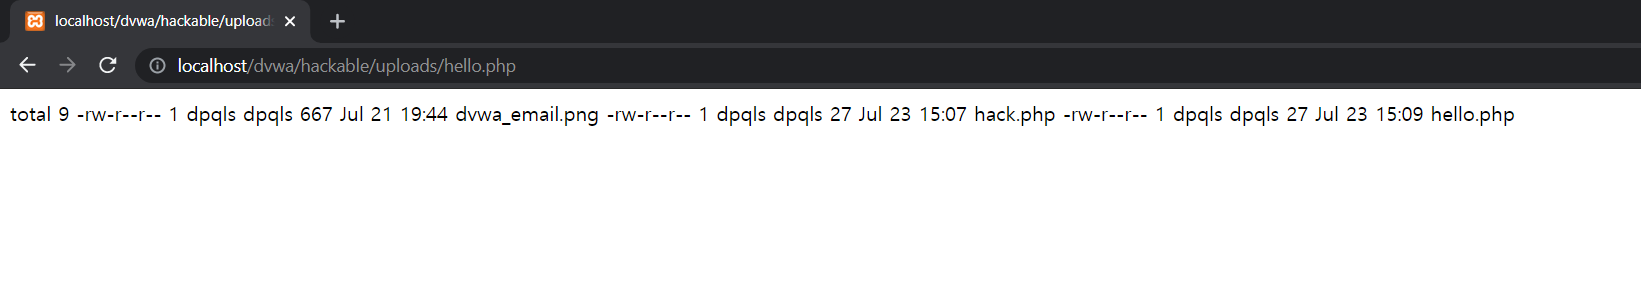 localhost/dvwa/hackable/upload
localhost/dvwa/hackable/uploads/hello.php
total 9 -rw-r--r-- 1 dpqls dpqls 667 Jul 21 19:44 dvwa_email.png -rw-r--r-- 1 dpqls dpqls 27 Jul 23 15:07 hack.php -rw-r--r-- 1 dpqls dpqls 27 Jul 23 15:09 hello.php